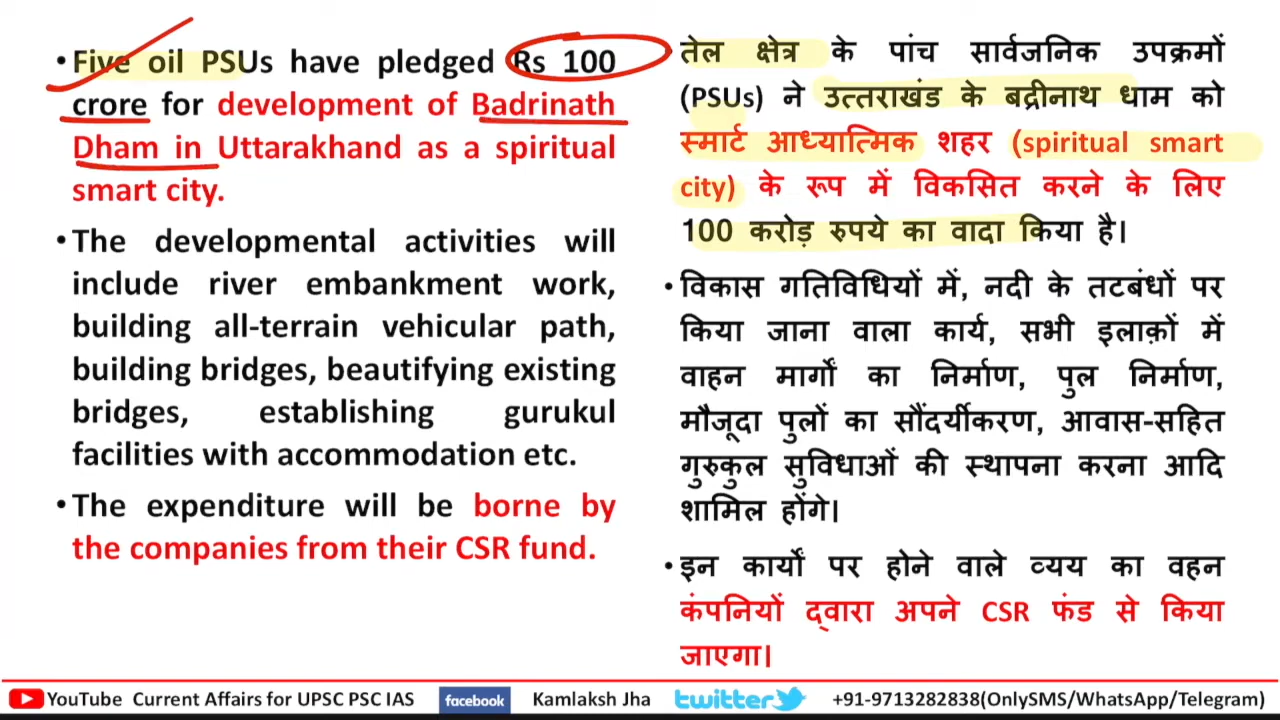 • Five oil PSUs have pledged Rs 100
crore for development of Badrinath
Dham in Uttarakhand as a spiritual
smart city.
• The developmental activities will
include river embankment work,
building all-terrain vehicular path,
building bridges, beautifying existing
bridges, establishing gurukul
facilities with accommodation etc.
• The expenditure will be borne by
the companies from their CSR fund.
तेल क्षेत्र के पांच सार्वजनिक उपक्रमों
(PSUs) ने उत्तराखंड के बद्रीनाथ धाम को
स्मार्ट आध्यात्मिक शहर (spiritual smart
city) के रूप में विकसित करने के लिए
100 करोड़ रुपये का वादा किया है।
• विकास गतिविधियों में, नदी के तटबंधों पर
किया जाना वाला कार्य, सभी इलाक़ों में
वाहन मार्गों का निर्माण, पुल निर्माण,
मौजूदा पुलों का सौंदर्यीकरण, आवास-सहित
गुरुकुल सुविधाओं की स्थापना करना आदि
शामिल होंगे।
• इन कार्यों पर होने वाले व्यय का वहन
कंपनियों द्वारा अपने CSR फंड से किया
जाएगा।
YouTube Current Affairs for UPSC PSC IAS facebook Kamlaksh Jha twitter +91-9713282838(OnlySMS/WhatsApp/Telegram)